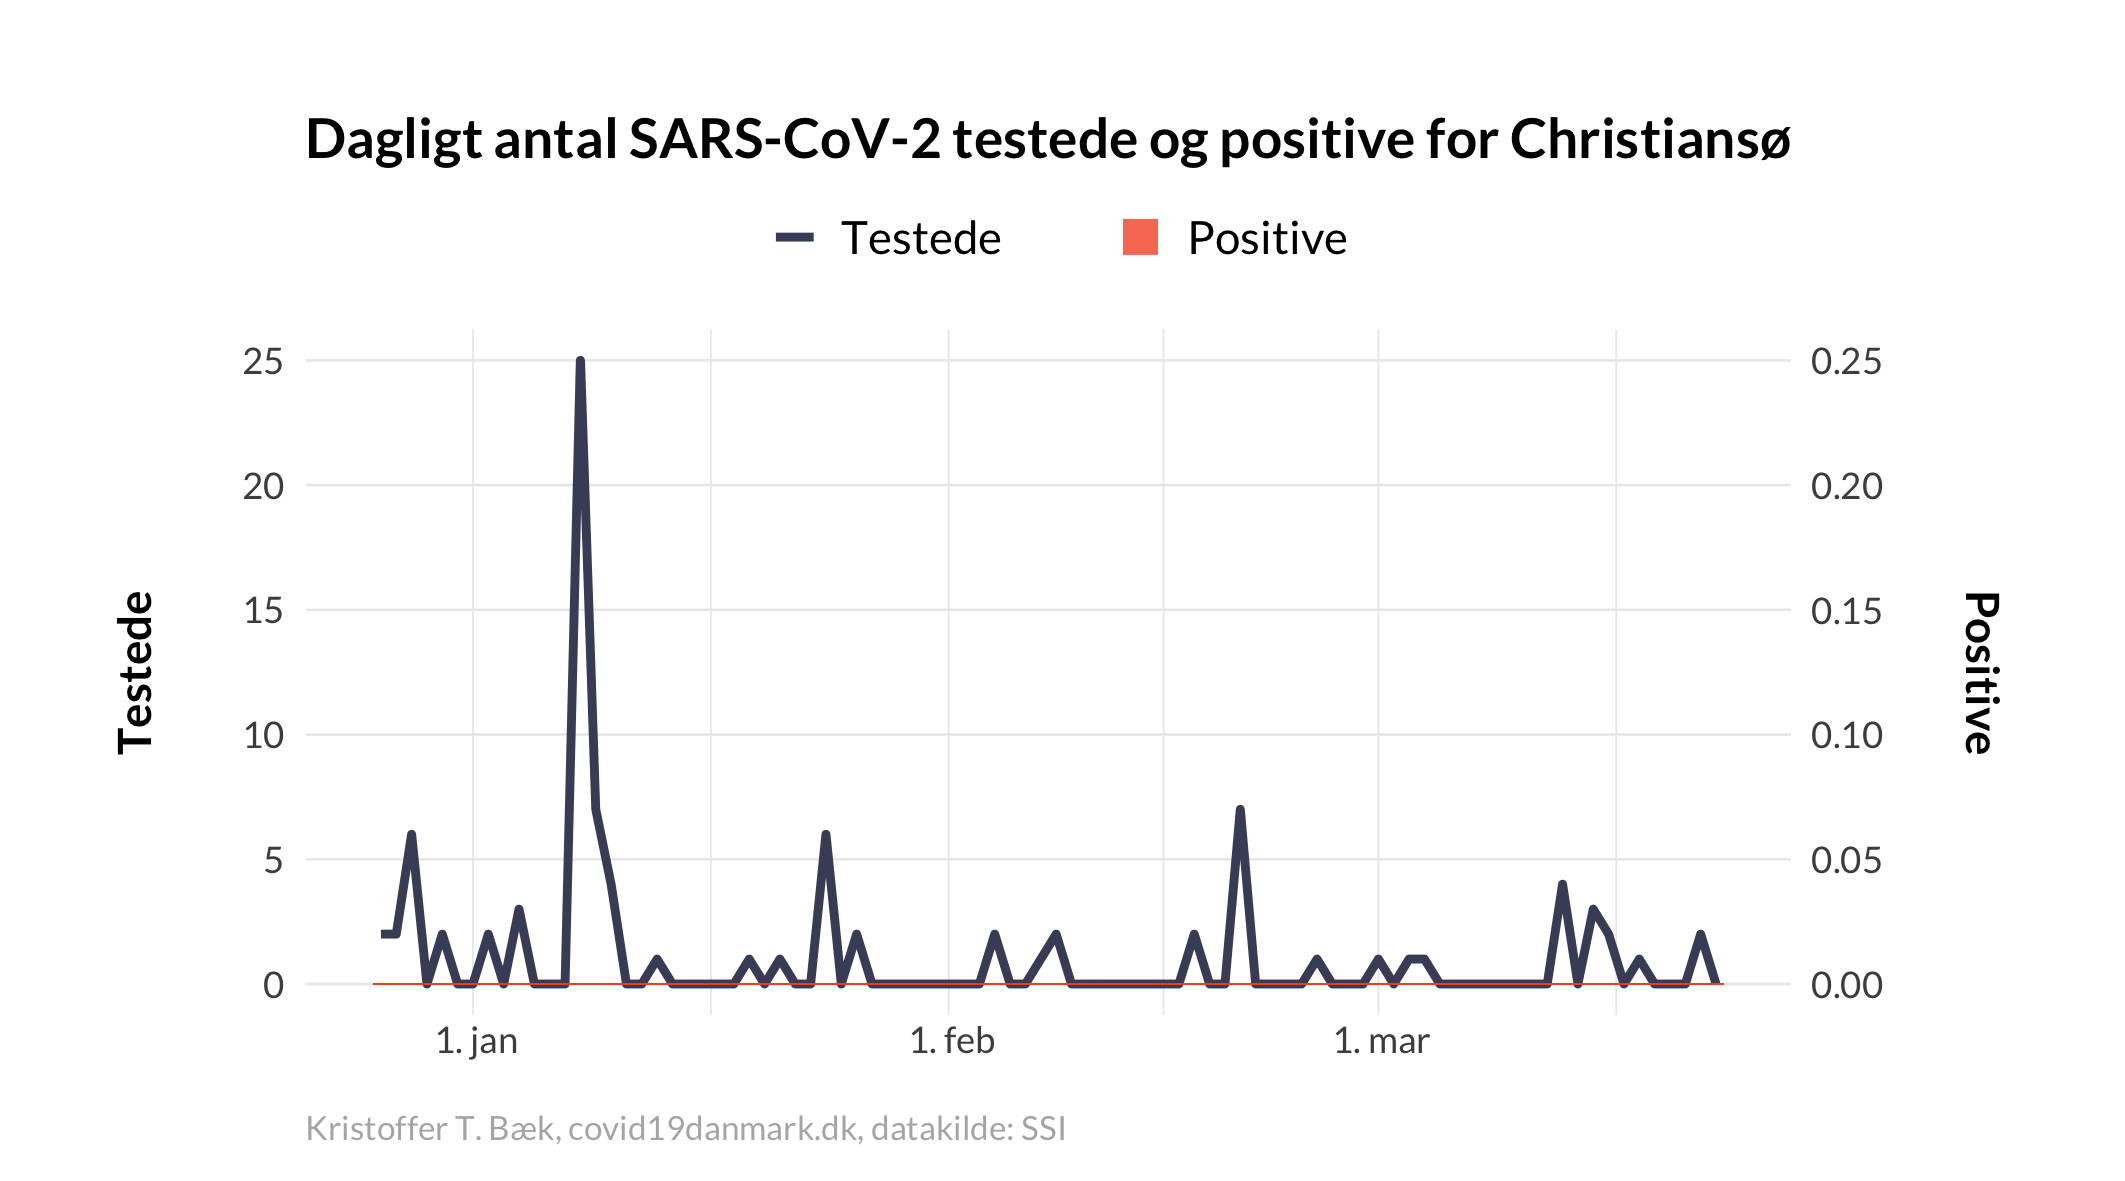 Dagligt antal SARS-CoV-2 testede og positive for Christiansø
Testede
Positive
25
20
15
10
5
0
0.25
0.20
0.15
0.10
0.05
0.00
Testede
Positive
1. jan
1. feb
1. mar
Kristoffer T. Bæk, covid19danmark.dk, datakilde: SSI